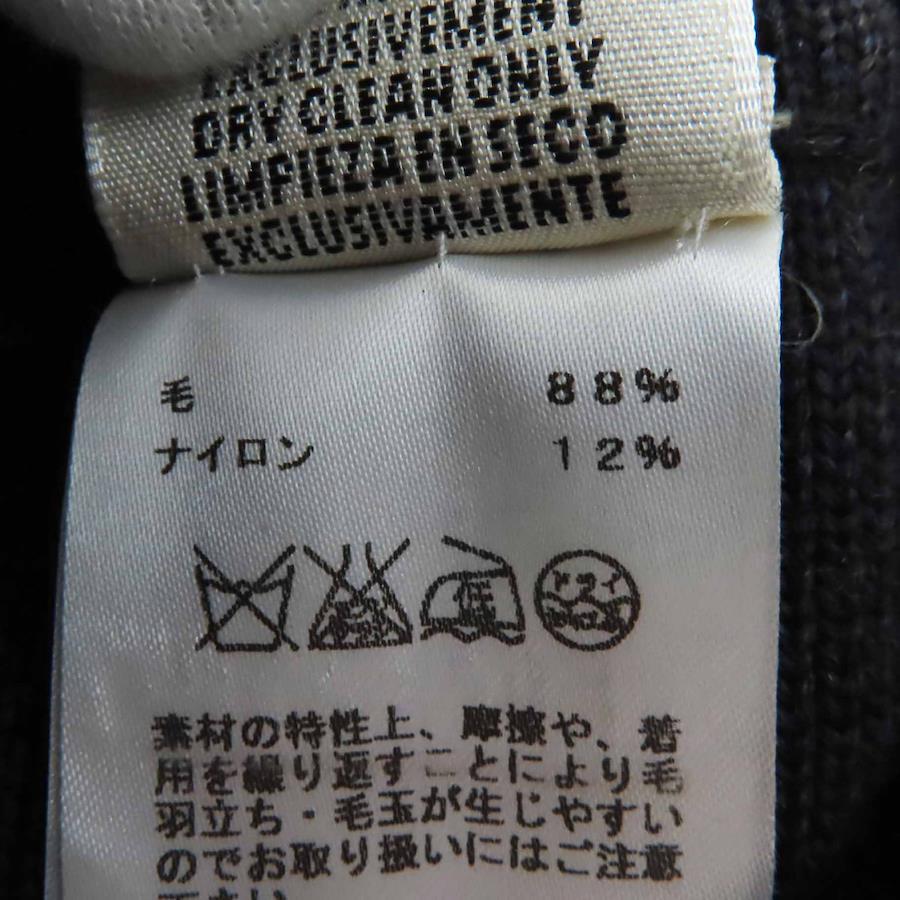 EXCLUSIVEMENT
DRY CLEAN ONLY
LIMPIEZA EN SECO
EXCLUSIVAMENTE
毛 88%
ナイロン 12%
ドライ
素材の特性上、摩擦や、着
用を繰り返すことにより毛
羽立ち・毛玉が生じやすい
のでお取り扱いにはご注意